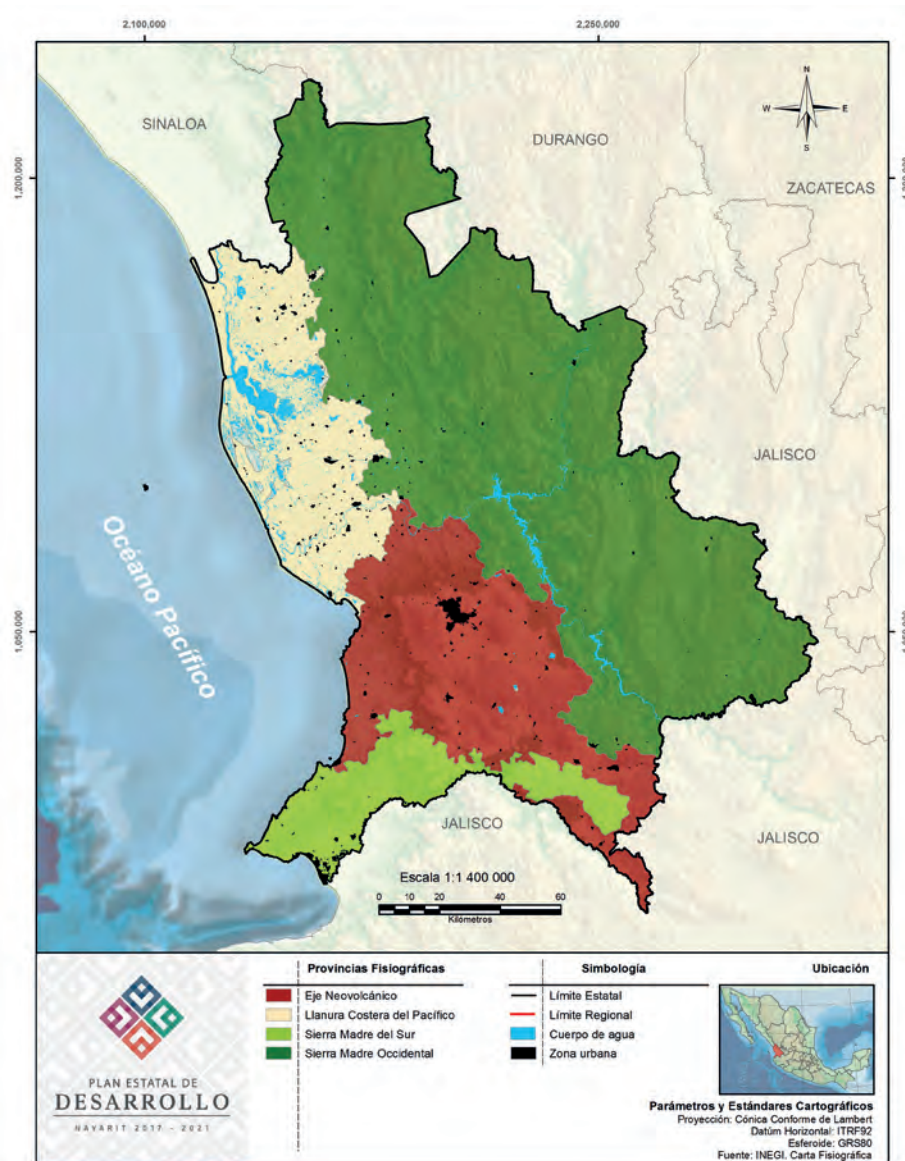 2,100,000
2,250,000
SINALOA
DURANGO
N
W
E
S
ZACATECAS
1,200,000
JALISCO
Océano Pacífico
1,050,000
JALISCO
JALISCO
Escala 1:1 400 000
0
10
20
40
60
Kilometros
Provincias Fisiográficas
Eje Neovolcánico
Llanura Costera del Pacífico
Sierra Madre del Sur
Sierra Madre Occidental
Simbología
Límite Estatal
Límite Regional
Cuerpo de agua
Zona urbana
Ubicación
PLAN ESTATAL DE
DESARROLLO
NAYARIT 2017 - 2021
Parámetros y Estándares Cartográficos
Proyección: Cónica Conforme de Lambert
Datúm Horizontal: ITRF92
Esferoide: GRS80
Fuente: INEGI. Carta Fisiográfica